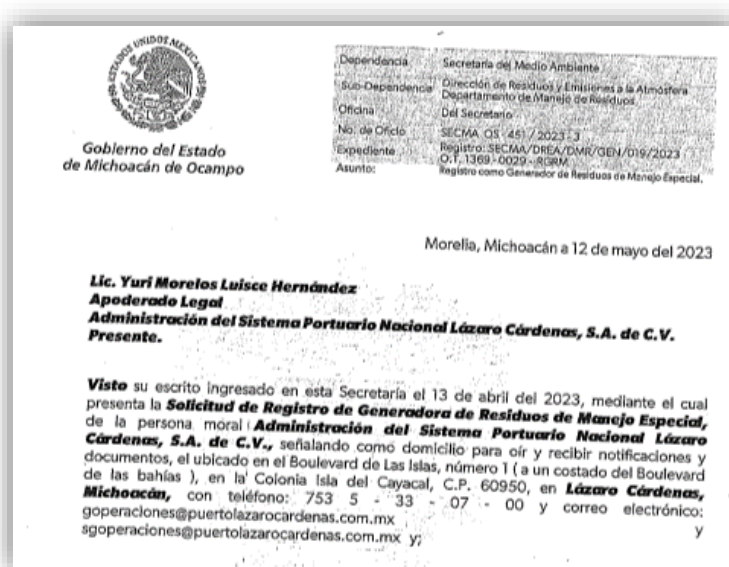 ESTADOS UNIDOS MEXICANOS
Gobierno del Estado
de Michoacán de Ocampo
Dependencia Secretaría del Medio Ambiente
Sub-Dependencia Dirección de Residuos y Emisiones a la Atmósfera
Departamento de Manejo de Residuos
Oficina Del Secretario
No. de Oficio SECMA OS - 451 / 2023 - 3
Expediente Registro: SECMA/DREA/DMR/GEN/019/2023
O.T. 1369 - 0029 - RGRM
Asunto: Registro como Generador de Residuos de Manejo Especial.
Morelia, Michoacán a 12 de mayo del 2023
Lic. Yuri Morelos Luisce Hernández
Apoderado Legal
Administración del Sistema Portuario Nacional Lázaro Cárdenas, S.A. de C.V.
Presente.
Visto su escrito ingresado en esta Secretaría el 13 de abril del 2023, mediante el cual
presenta la Solicitud de Registro de Generadora de Residuos de Manejo Especial,
de la persona moral Administración del Sistema Portuario Nacional Lázaro
Cárdenas, S.A. de C.V., señalando como domicilio para oír y recibir notificaciones y
documentos, el ubicado en el Boulevard de Las Islas, número 1 ( a un costado del Boulevard
de las bahías ), en la Colonia Isla del Cayacal, C.P. 60950, en Lázaro Cárdenas,
Michoacán, con teléfono: 753 5 - 33 - 07 - 00 y correo electrónico:
goperaciones@puertolazarocardenas.com.mx y
sgoperaciones@puertolazarocardenas.com.mx y;